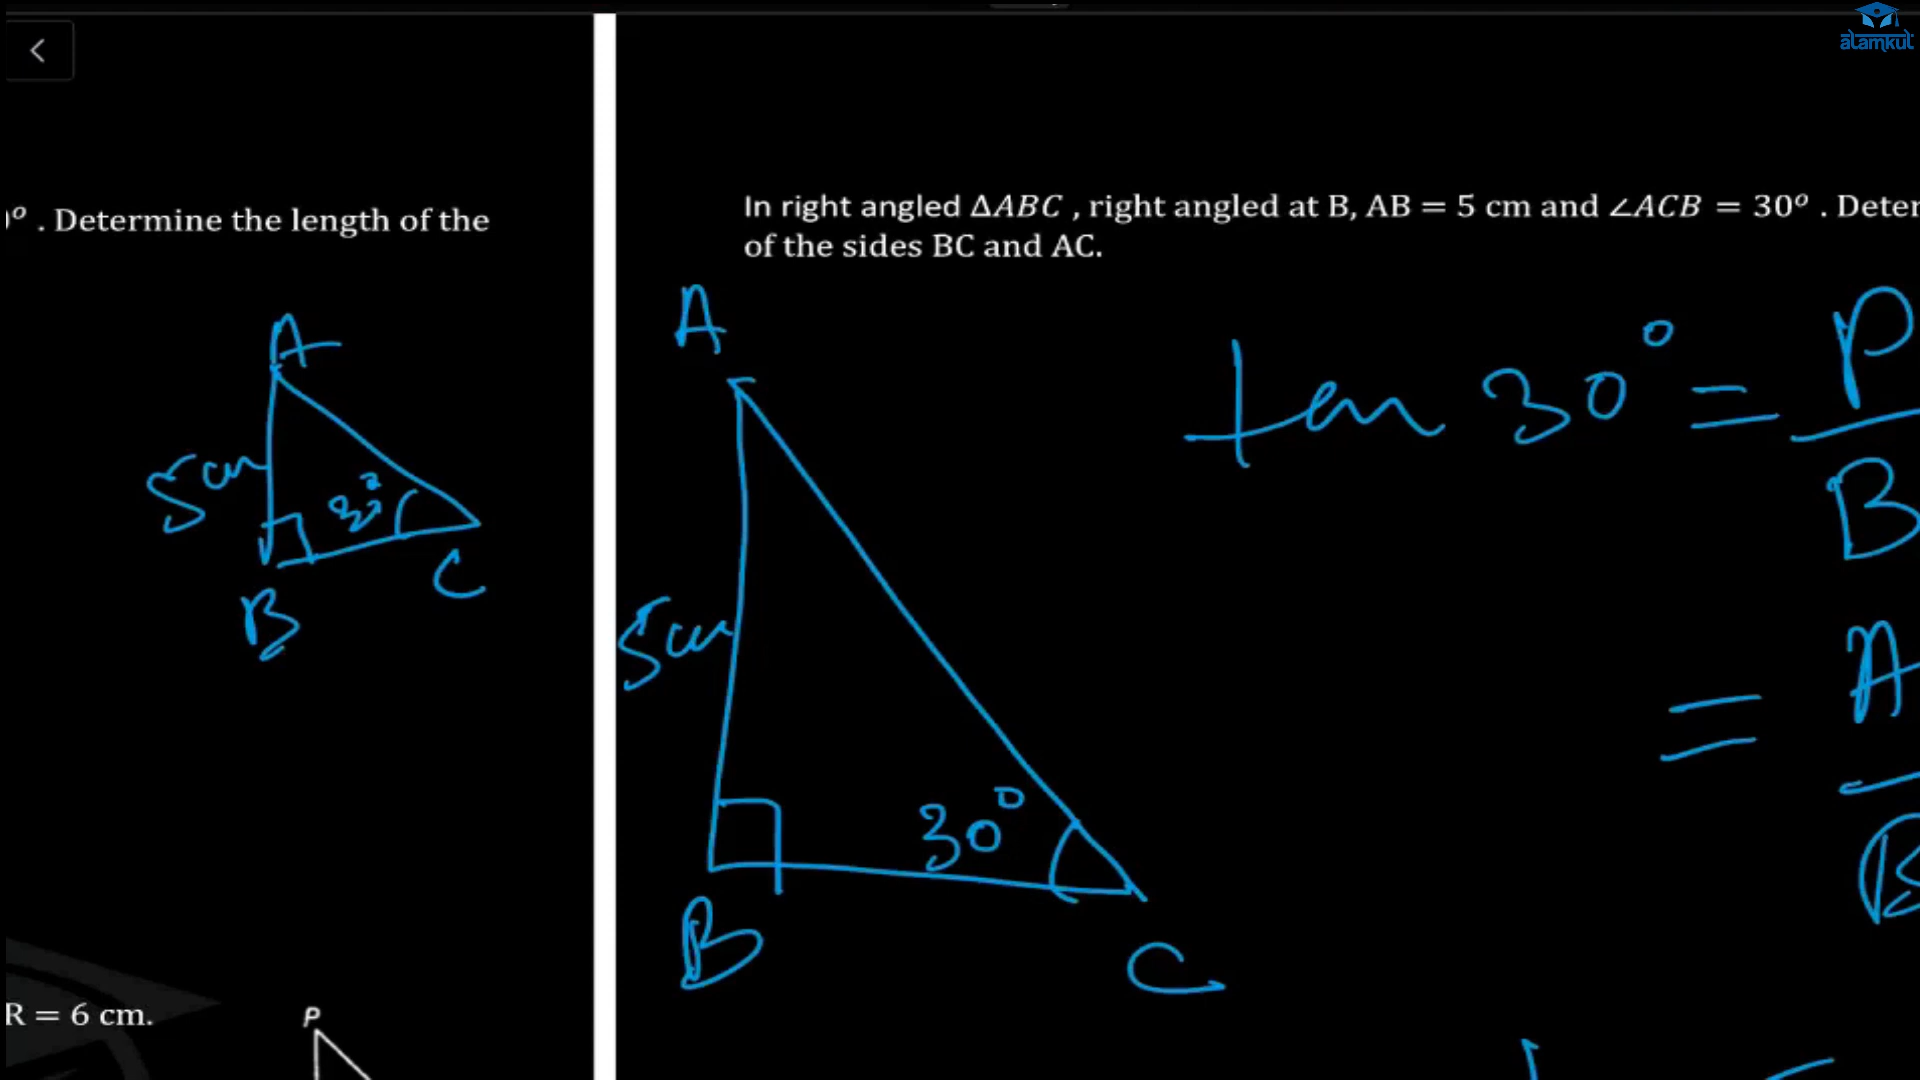 alamkut
° . Determine the length of the
A
5cm
30°
B
C
R = 6 cm.
P
In right angled ΔABC , right angled at B, AB = 5 cm and ∠ACB = 30° . Deter
of the sides BC and AC.
A
tan 30° = P
B
5cm
= A
B
30°
B
C